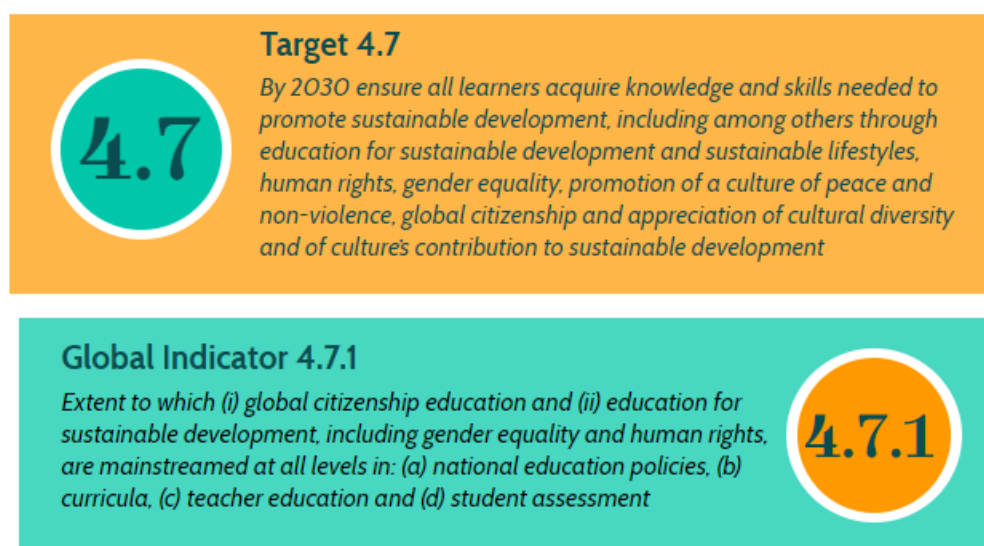 Target 4.7
4.7
By 2030 ensure all learners acquire knowledge and skills needed to
promote sustainable development, including among others through
education for sustainable development and sustainable lifestyles,
human rights, gender equality, promotion of a culture of peace and
non-violence, global citizenship and appreciation of cultural diversity
and of culture's contribution to sustainable development
Global Indicator 4.7.1
Extent to which (i) global citizenship education and (ii) education for
sustainable development, including gender equality and human rights,
are mainstreamed at all levels in: (a) national education policies, (b)
curricula, (c) teacher education and (d) student assessment
4.7.1